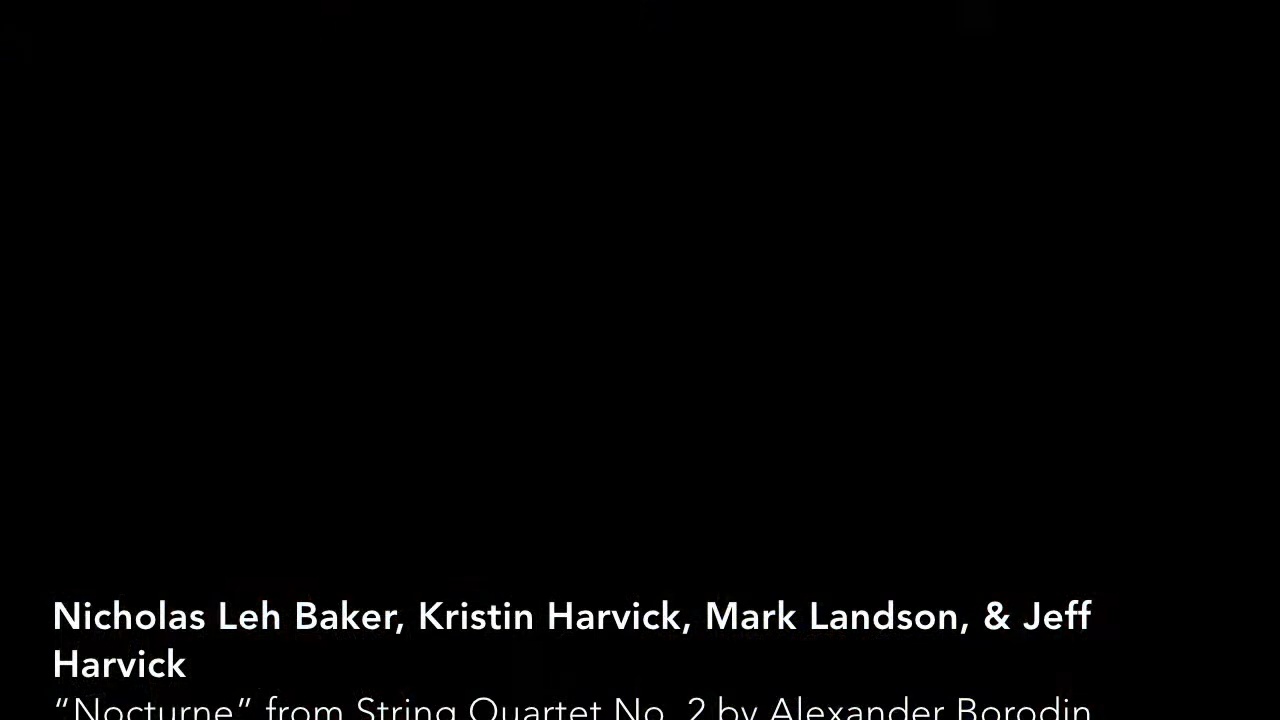 Nicholas Leh Baker, Kristin Harvick, Mark Landson, & Jeff
Harvick
“Nocturne” from String Quartet No. 2 by Alexander Borodin